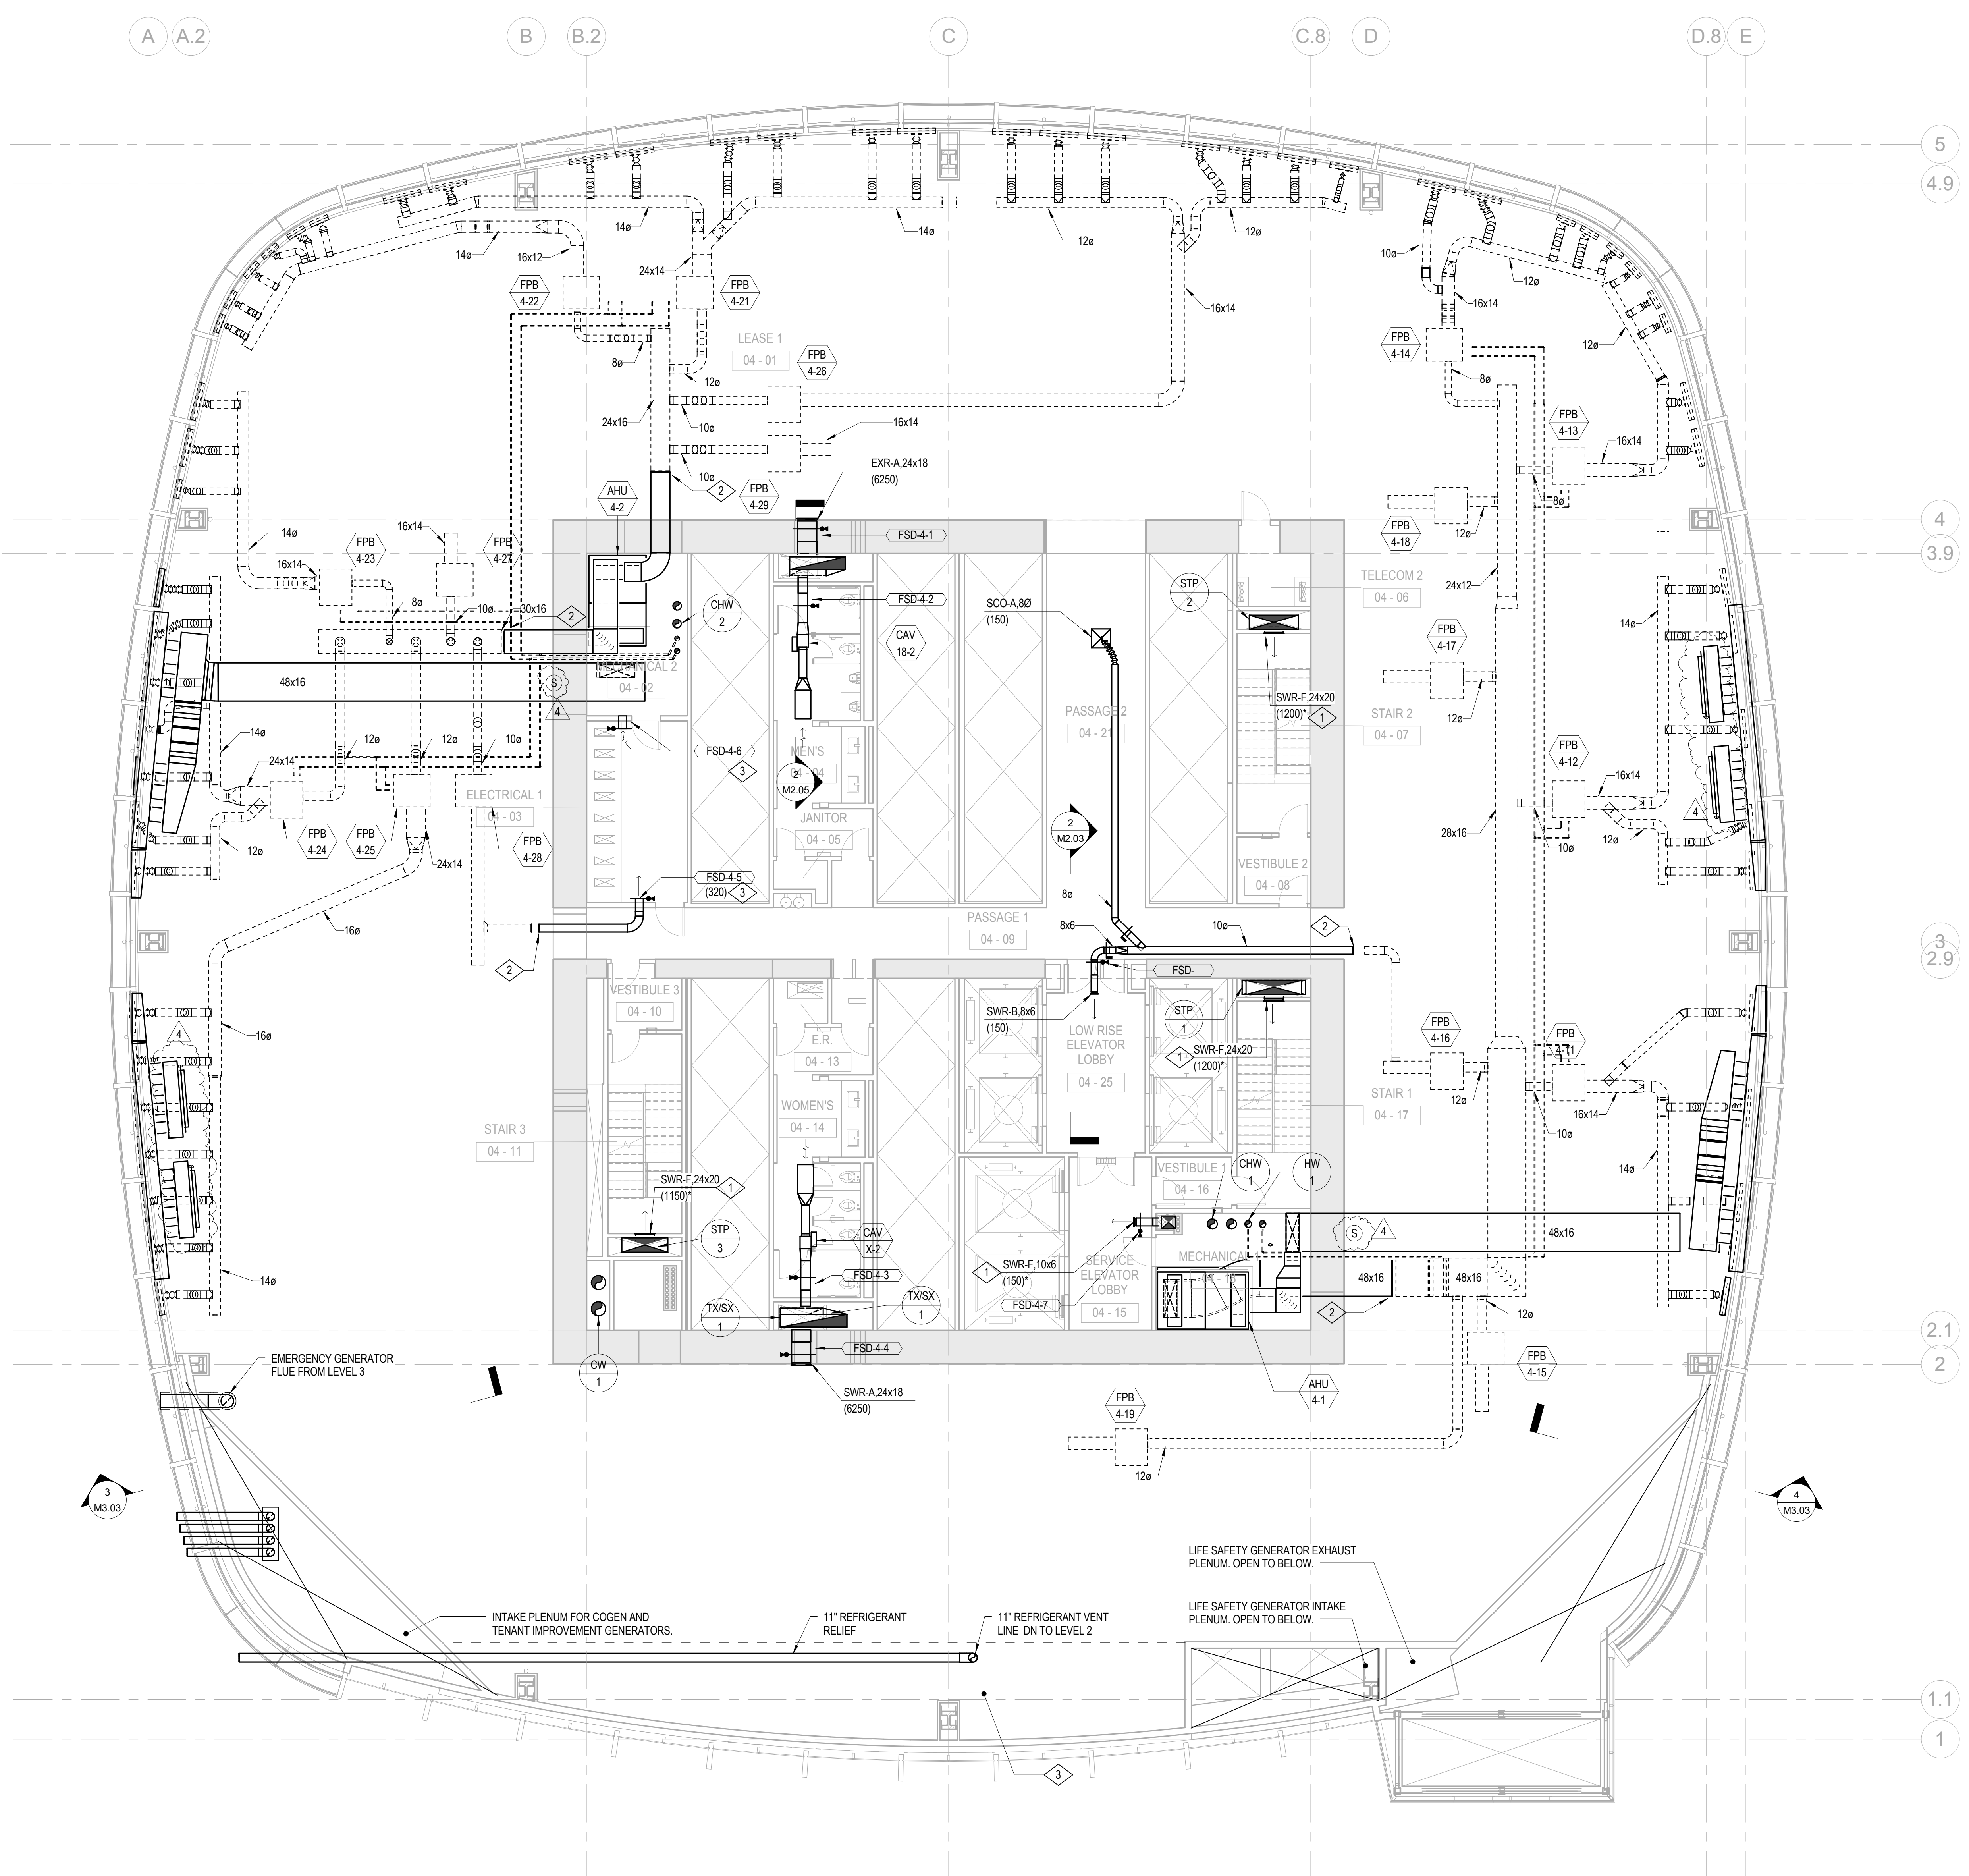 A
A.2
B
B.2
C
C.8
D
D.8
E
5
4.9
14ø
14ø
14ø
12ø
12ø
10ø
12ø
16x12
24x14
16x14
16x14
FPB
4-22
FPB
4-21
LEASE 1
04 - 01
FPB
4-26
FPB
4-14
12ø
8ø
12ø
8ø
24x16
10ø
16x14
10ø
FPB
4-13
16x14
8ø
EXR-A,24x18
(6250)
AHU
4-2
2
FPB
4-29
FPB
4-18
12ø
4
3.9
16x14
14ø
FPB
4-23
FPB
4-27
FSD-4-1
16x14
8ø
10ø
30x16
2
CHW
2
FSD-4-2
CAV
18-2
SCO-A,8Ø
(150)
STP
2
TELECOM 2
04 - 06
24x12
14ø
FPB
4-17
12ø
48x16
S
4
04 - 02
PASSAGE 2
SWR-F,24x20
(1200)*
1
STAIR 2
04 - 07
14ø
12ø
12ø
10ø
FSD-4-6
3
MEN'S
04 - 04
2
M2.05
24x14
FPB
4-12
16x14
4
ELECTRICAL 1
04 - 03
JANITOR
04 - 05
2
M2.03
28x16
10ø
12ø
FPB
4-24
FPB
4-25
FPB
4-28
12ø
24x14
FSD-4-5
(320)
3
VESTIBULE 2
04 - 08
8ø
16ø
PASSAGE 1
04 - 09
8x6
10ø
2
2
3
2.9
FSD-
VESTIBULE 3
04 - 10
SWR-B,8x6
(150)
LOW RISE
ELEVATOR
LOBBY
04 - 25
STP
1
4
16ø
E.R.
04 - 13
1
SWR-F,24x20
(1200)*
FPB
4-16
12ø
FPB
16x14
10ø
STAIR 1
04 - 17
WOMEN'S
04 - 14
STAIR 3
04 - 11
14ø
SWR-F,24x20
(1150)*
1
VESTIBULE 1
04 - 16
CHW
1
HW
1
STP
3
CAV
X-2
FSD-4-3
48x16
S
4
1
SWR-F,10x6
(150)*
FSD-4-7
SERVICE
ELEVATOR
LOBBY
04 - 15
MECHANICAL 1
48x16
48x16
2
12ø
14ø
TX/SX
1
TX/SX
1
2.1
2
FSD-4-4
CW
1
EMERGENCY GENERATOR
FLUE FROM LEVEL 3
SWR-A,24x18
(6250)
AHU
4-1
FPB
4-15
FPB
4-19
12ø
3
M3.03
4
M3.03
LIFE SAFETY GENERATOR EXHAUST
PLENUM. OPEN TO BELOW.
LIFE SAFETY GENERATOR INTAKE
PLENUM. OPEN TO BELOW.
INTAKE PLENUM FOR COGEN AND
TENANT IMPROVEMENT GENERATORS.
11" REFRIGERANT
RELIEF
11" REFRIGERANT VENT
LINE DN TO LEVEL 2
1.1
1
3